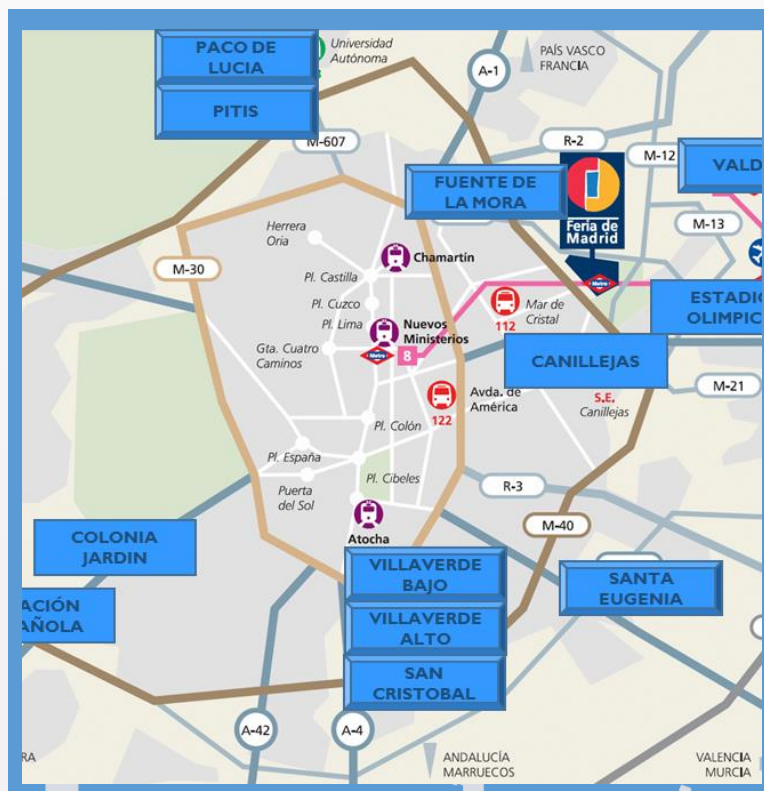 PACO DE
LUCIA
Universidad
Autónoma
PITIS
A-1
PAÍS VASCO
FRANCIA
M-607
R-2
M-12
VALD
FUENTE DE
LA MORA
Feria de
Madrid
M-13
Herrera
Oria
M-30
Chamartín
Pl. Castilla
Pl. Cuzco
Pl. Lima
Nuevos
Ministerios
Metro
8
Gta. Cuatro
Caminos
112
Mar de
Cristal
Metro
ESTADIO
OLIMPIC
CANILLEJAS
M-21
S.E.
Canillejas
Avda. de
América
122
Pl. Colón
Pl. España
Pl. Cibeles
Puerta
del Sol
R-3
Atocha
M-40
COLONIA
JARDIN
VILLAVERDE
BAJO
SANTA
EUGENIA
ACIÓN
AÑOLA
VILLAVERDE
ALTO
SAN
CRISTOBAL
A-42
A-4
RA
ANDALUCÍA
MARRUECOS
VALENCIA
MURCIA